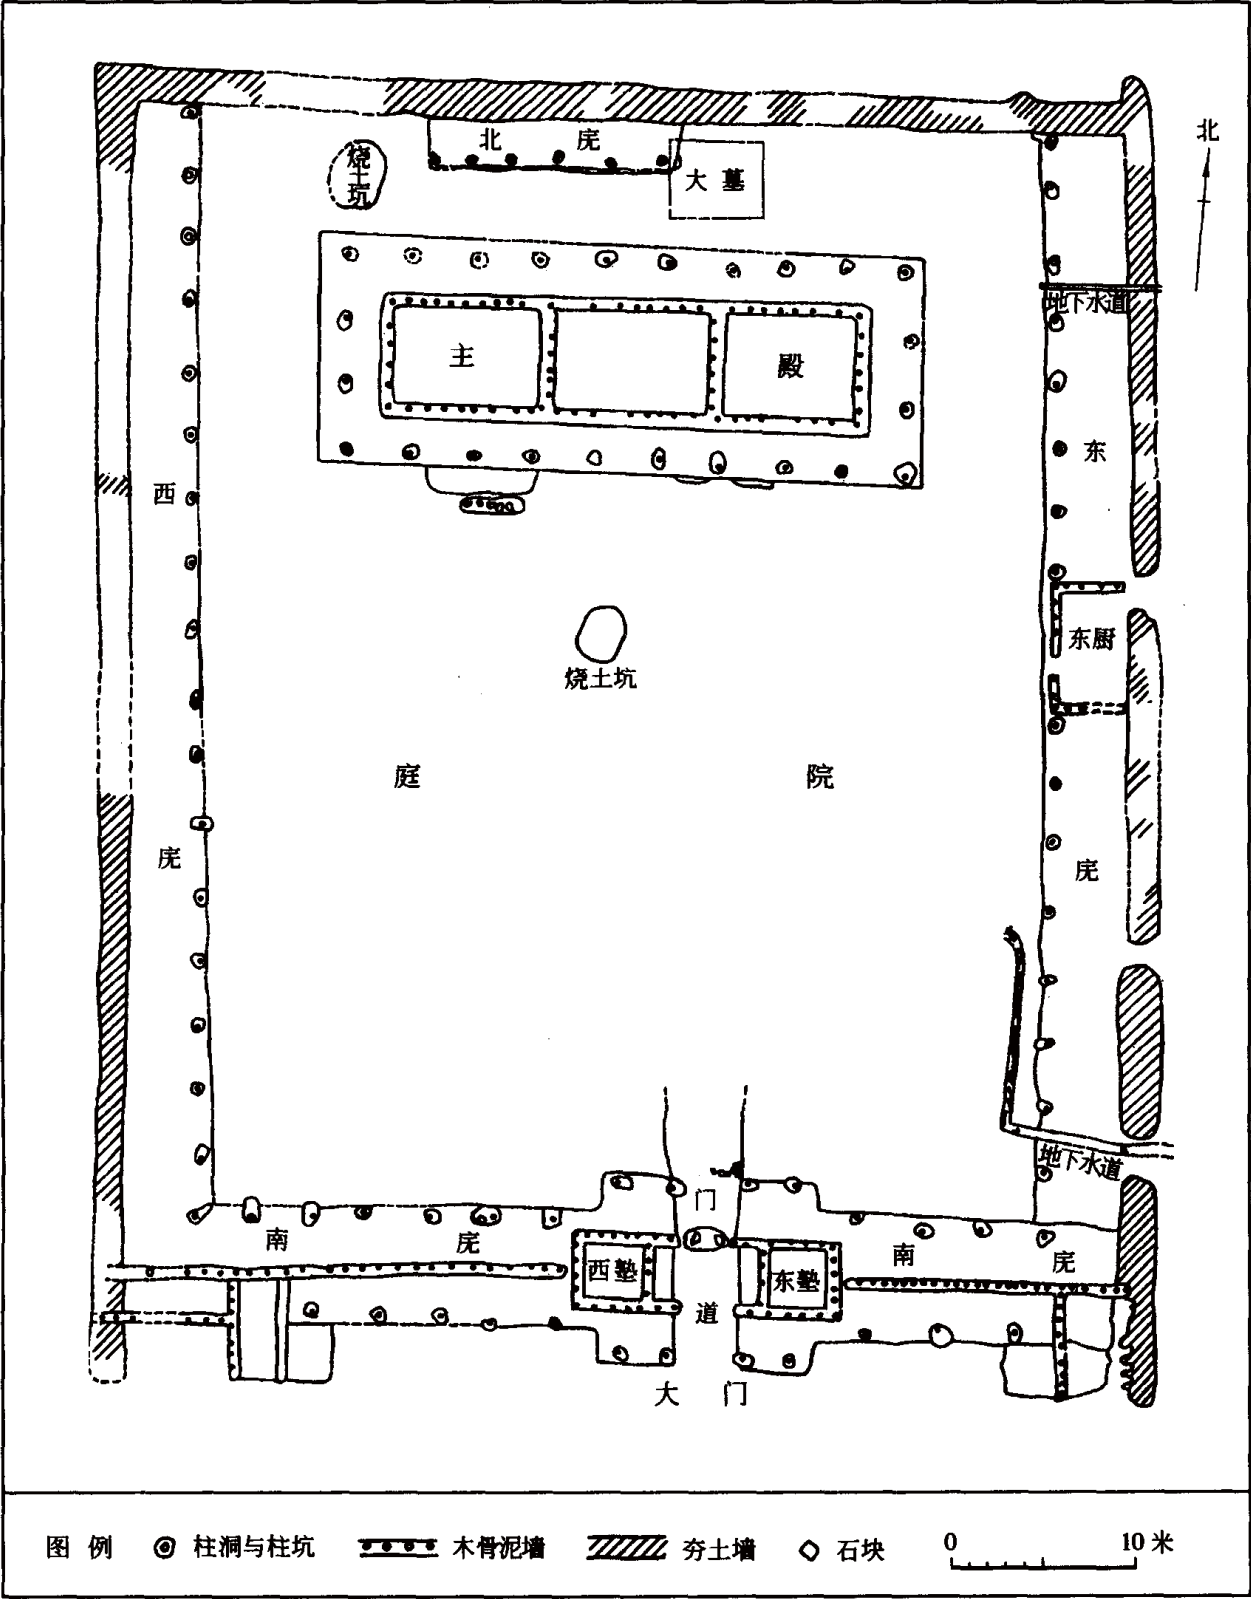 北
北 庑
烧土坑
大 墓
地下水道
主 殿
东
西
东厨
烧土坑
庭 院
庑
庑
地下水道
门
南 庑
南 庑
西塾
东塾
道
大 门
图 例 柱洞与柱坑 木骨泥墙 夯土墙 石块 0 10 米